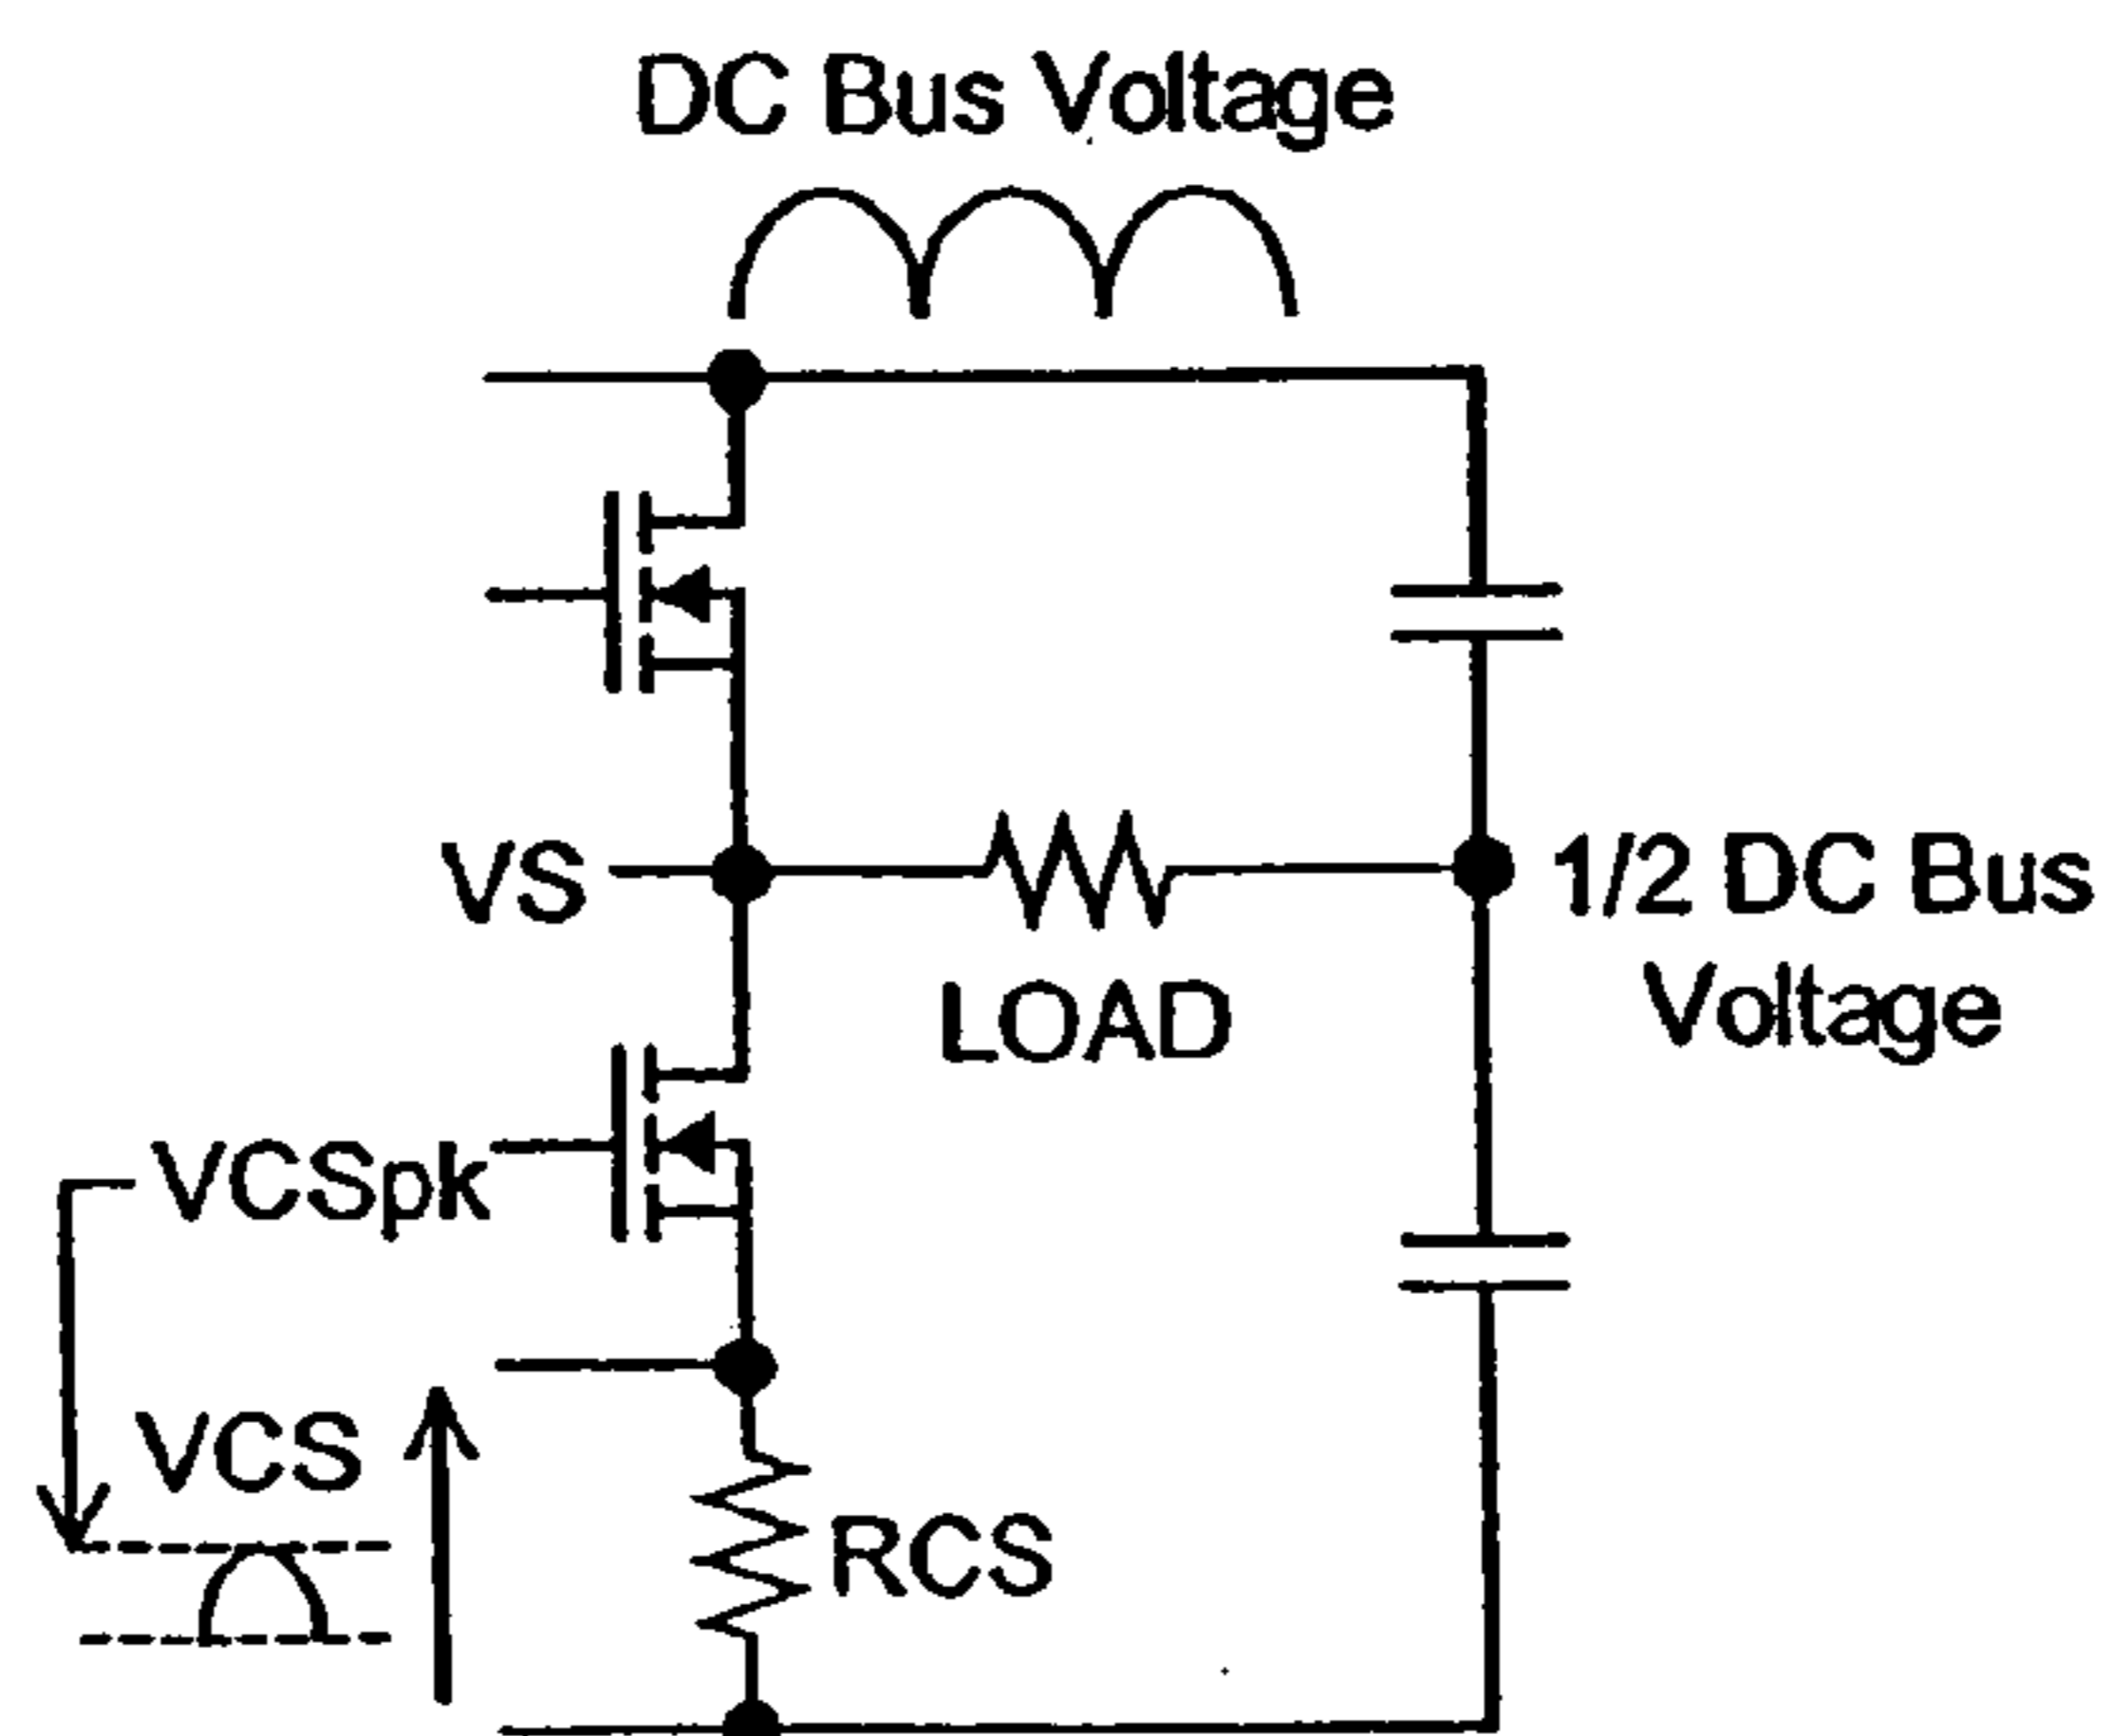 DC Bus Voltage
VS
LOAD
1/2 DC Bus
Voltage
VCSpk
VCS
RCS